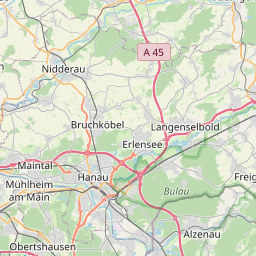 A 45
Nidderau
Bruchköbel
Langenselbold
Erlensee
Maintal
Hanau
Mühlheim
am Main
Bulau
Freig
Alzenau
Obertshausen